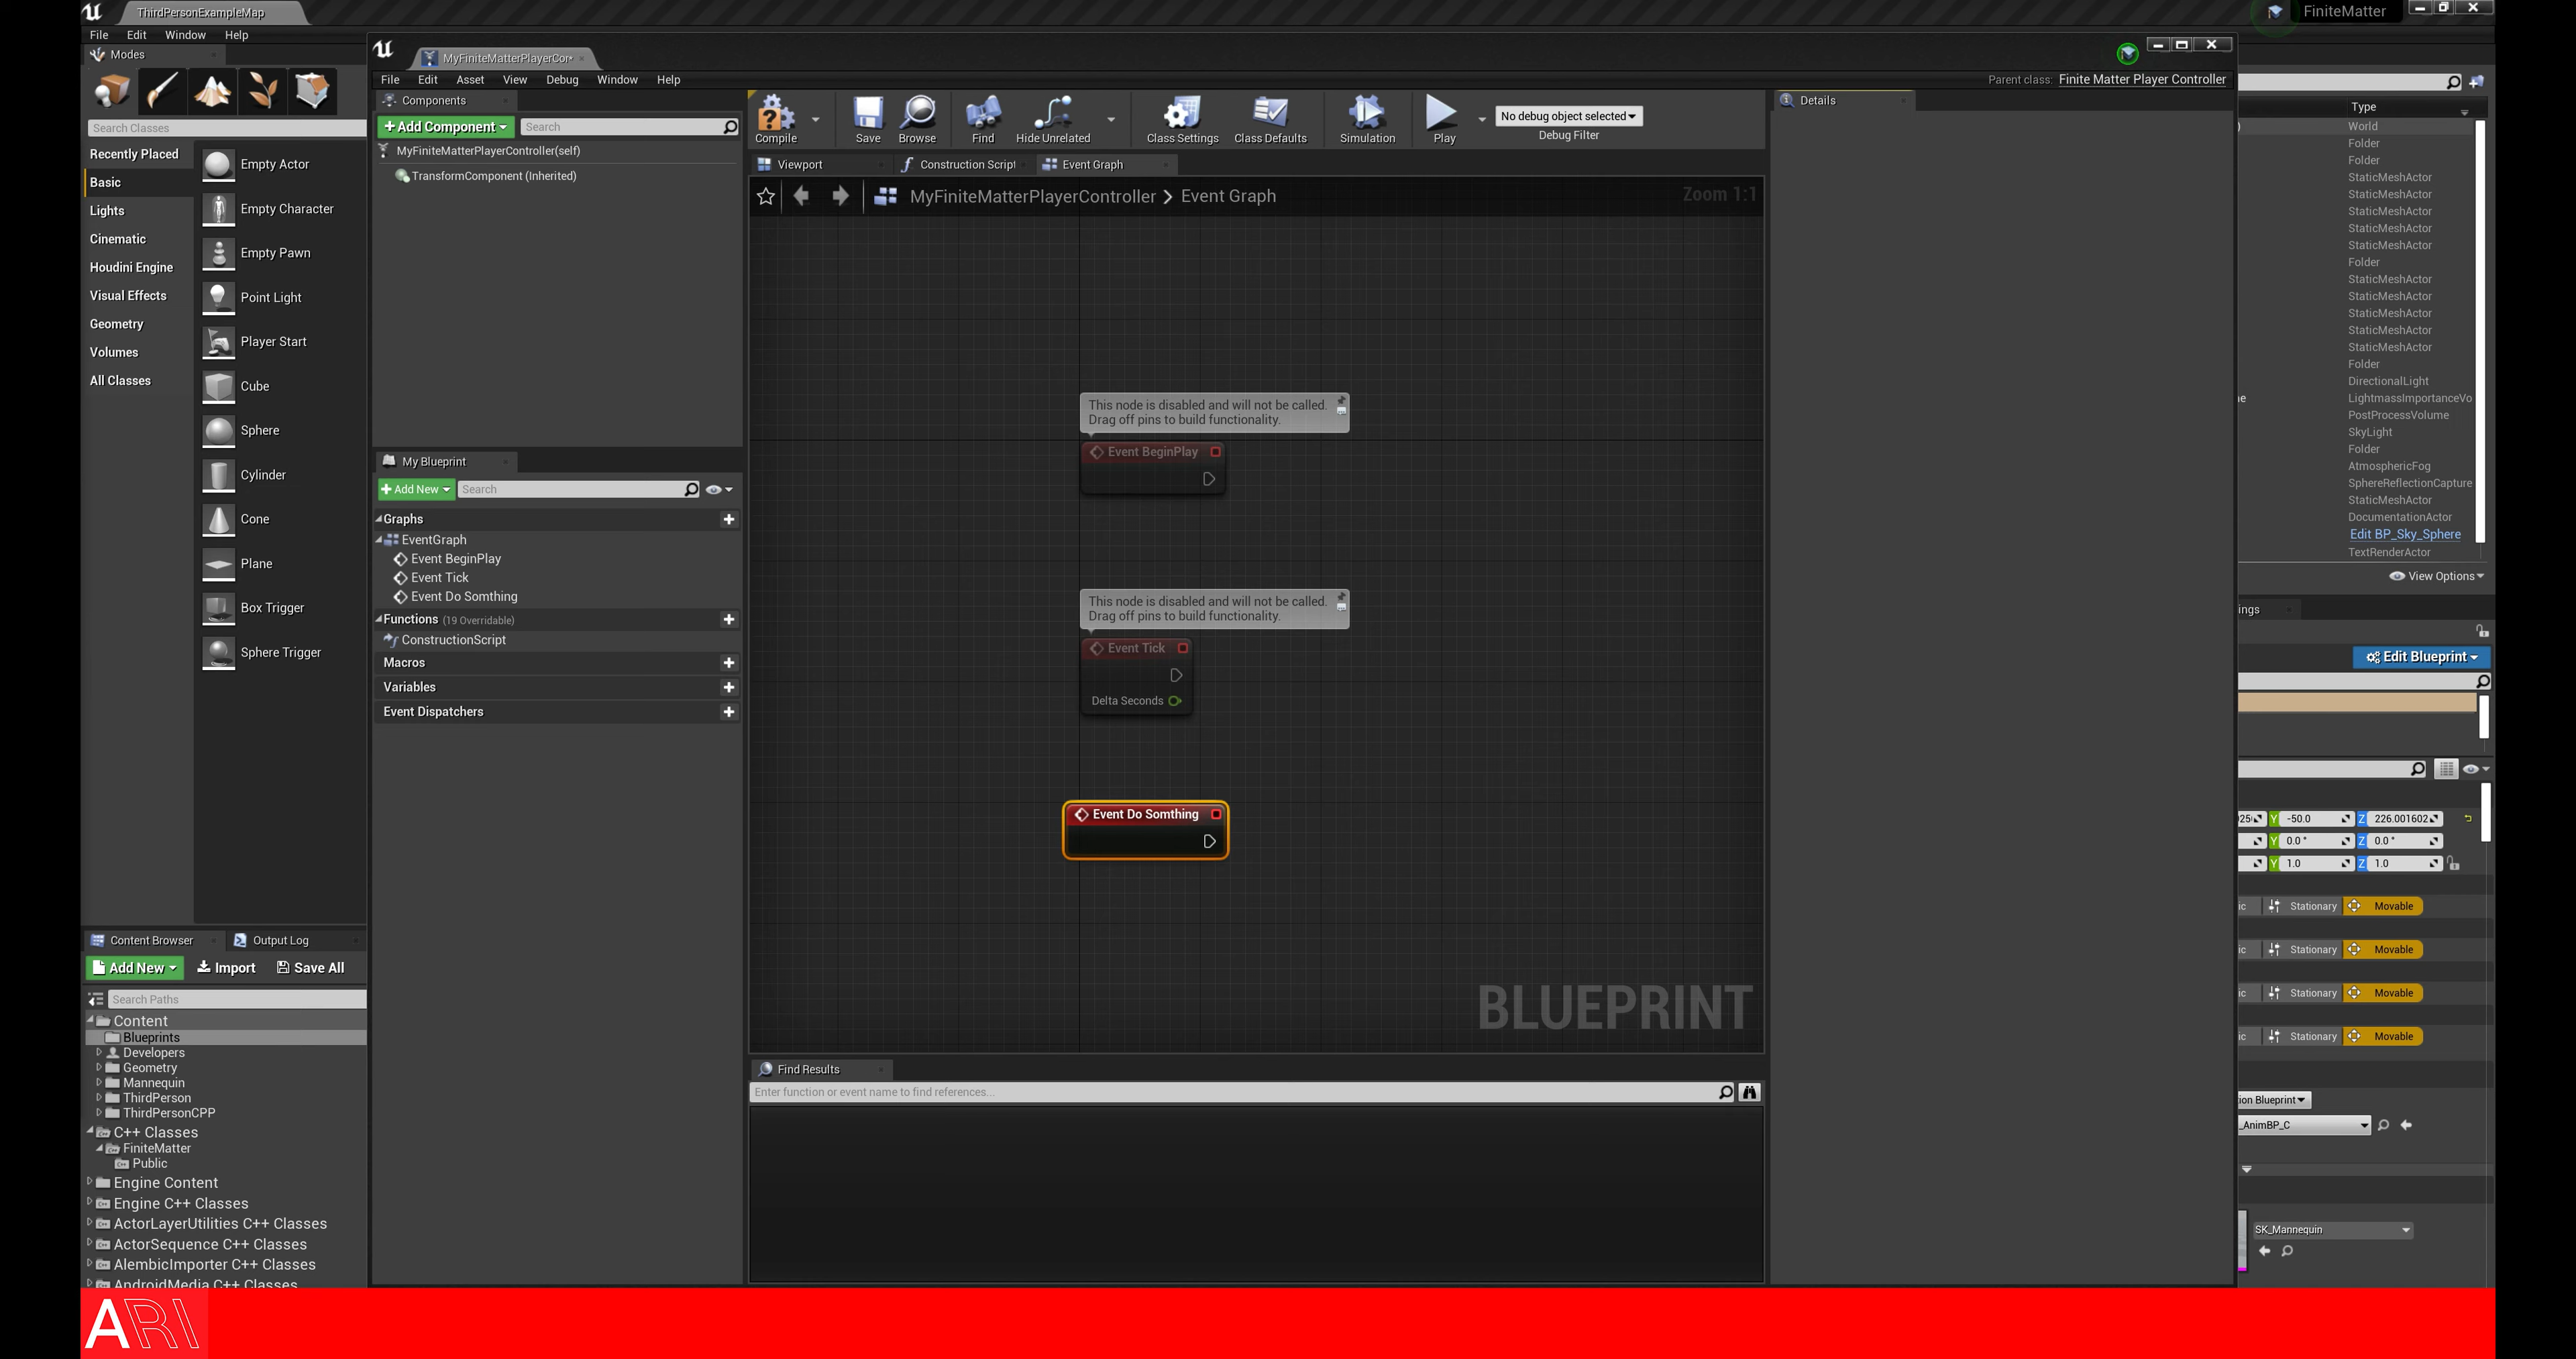 ThirdPersonExampleMap
FiniteMatter
File Edit Window Help
Modes
Search Classes
Recently Placed
Basic
Lights
Cinematic
Houdini Engine
Visual Effects
Geometry
Volumes
All Classes
Empty Actor
Empty Character
Empty Pawn
Point Light
Player Start
Cube
Sphere
Cylinder
Cone
Plane
Box Trigger
Sphere Trigger
Content Browser
Output Log
Add New
Import
Save All
Search Paths
Content
Blueprints
Developers
Geometry
Mannequin
ThirdPerson
ThirdPersonCPP
C++ Classes
FiniteMatter
Public
Engine Content
Engine C++ Classes
ActorLayerUtilities C++ Classes
ActorSequence C++ Classes
AlembicImporter C++ Classes
AndroidMedia C++ Classes
MyFiniteMatterPlayerCor
File Edit Asset View Debug Window Help
Parent class: Finite Matter Player Controller
Components
+Add Component
Search
MyFiniteMatterPlayerController(self)
TransformComponent (Inherited)
My Blueprint
+Add New
Search
Graphs
EventGraph
Event BeginPlay
Event Tick
Event Do Somthing
Functions (19 Overridable)
ConstructionScript
Macros
Variables
Event Dispatchers
Compile
Save
Browse
Find
Hide Unrelated
Class Settings
Class Defaults
Simulation
Play
No debug object selected
Debug Filter
Viewport
Construction Script
Event Graph
MyFiniteMatterPlayerController > Event Graph
Zoom 1:1
This node is disabled and will not be called.
Drag off pins to build functionality.
Event BeginPlay
This node is disabled and will not be called.
Drag off pins to build functionality.
Event Tick
Delta Seconds
Event Do Somthing
BLUEPRINT
Find Results
Enter function or event name to find references...
Details
Type
World
Folder
Folder
StaticMeshActor
StaticMeshActor
StaticMeshActor
StaticMeshActor
StaticMeshActor
Folder
StaticMeshActor
StaticMeshActor
StaticMeshActor
StaticMeshActor
StaticMeshActor
Folder
DirectionalLight
LightmassImportanceVo
PostProcessVolume
SkyLight
Folder
AtmosphericFog
SphereReflectionCapture
StaticMeshActor
DocumentationActor
Edit BP_Sky_Sphere
TextRenderActor
View Options
ings
Edit Blueprint
Y -50.0 Z 226.001602
Y 0.0 ° Z 0.0 °
Y 1.0 Z 1.0
ic Stationary Movable
ic Stationary Movable
ic Stationary Movable
ic Stationary Movable
ion Blueprint
_AnimBP_C
SK_Mannequin
ARI